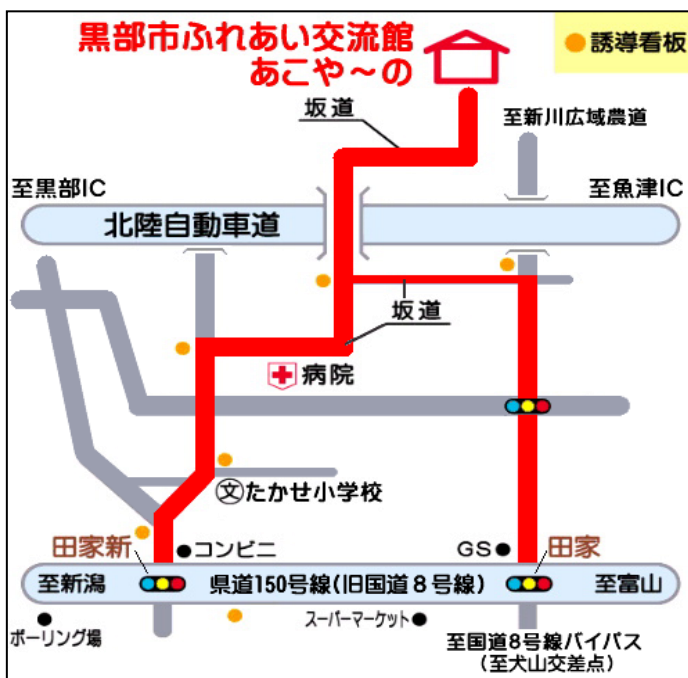 黒部市ふれあい交流館
あこや～の
誘導看板
坂道
至新川広域農道
至黒部IC
至魚津IC
北陸自動車道
坂道
病院
文たかせ小学校
田家新
コンビニ
GS
田家
至新潟
県道150号線(旧国道8号線)
至富山
ボーリング場
スーパーマーケット
至国道8号線バイパス
(至犬山交差点)